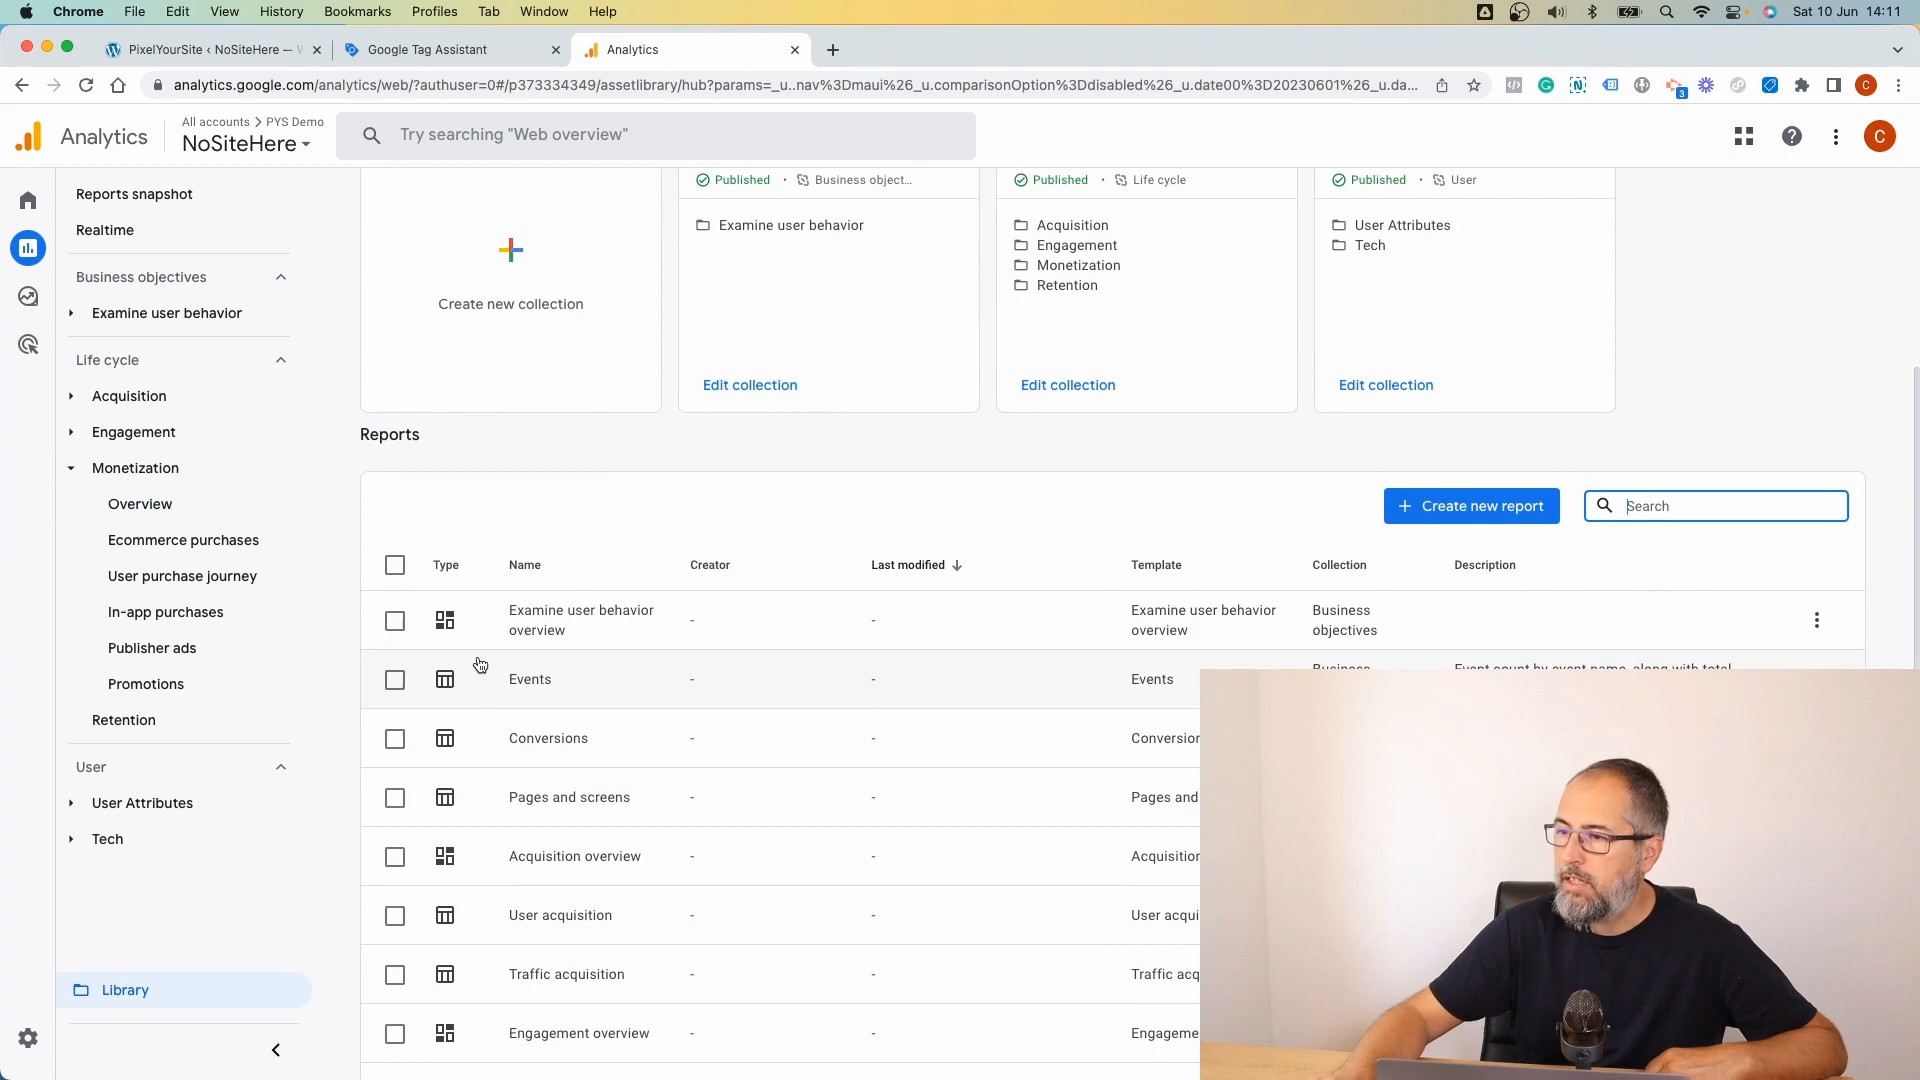 Chrome File Edit View History Bookmarks Profiles Tab Window Help
Sat 10 Jun 14:11
PixelYourSite ‹ NoSiteHere —
Google Tag Assistant
Analytics
analytics.google.com/analytics/web/?authuser=0#/p373334349/assetlibrary/hub?params=_u..nav%3Dmaui%26_u.comparisonOption%3Ddisabled%26_u.date00%3D20230601%26_u.da...
3
C
Analytics
All accounts > PYS Demo
NoSiteHere
Try searching "Web overview"
C
Reports snapshot
Realtime
Business objectives
Examine user behavior
Life cycle
Acquisition
Engagement
Monetization
Overview
Ecommerce purchases
User purchase journey
In-app purchases
Publisher ads
Promotions
Retention
User
User Attributes
Tech
Library
Create new collection
Published • Business object...
Examine user behavior
Edit collection
Published • Life cycle
Acquisition
Engagement
Monetization
Retention
Edit collection
Published • User
User Attributes
Tech
Edit collection
Reports
+ Create new report
Search
Type Name Creator Last modified Template Collection Description
Examine user behavior overview - - Examine user behavior overview Business objectives
Events - - Events
Conversions - -
Pages and screens - - Pages and
Acquisition overview - -
User acquisition - - User
Traffic acquisition - - Traffic
Engagement overview - -